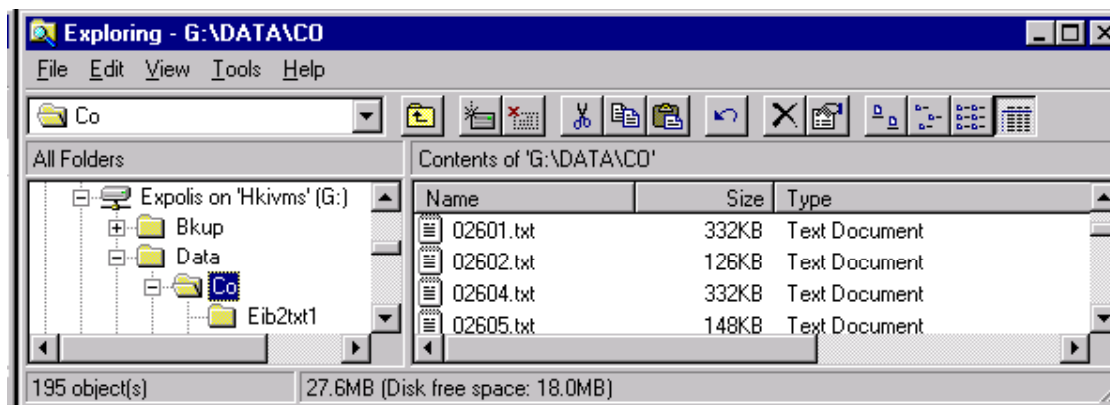 Exploring - G:\DATA\CO
File Edit View Tools Help
Co
All Folders
Contents of 'G:\DATA\CO'
Expolis on 'Hkivms' (G:)
Bkup
Data
Co
Eib2txt1
Name Size Type
02601.txt 332KB Text Document
02602.txt 126KB Text Document
02604.txt 332KB Text Document
02605.txt 148KB Text Document
195 object(s) 27.6MB (Disk free space: 18.0MB)